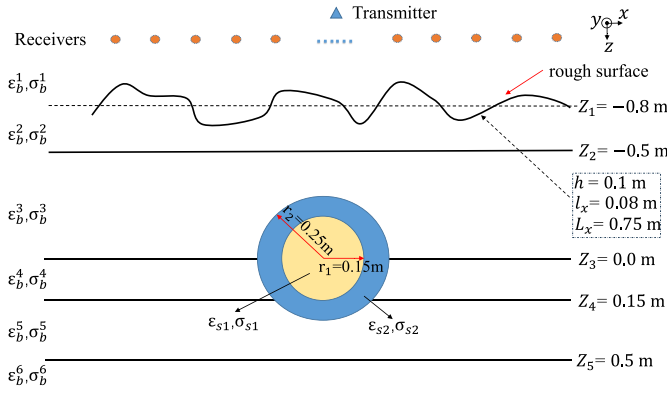 Transmitter
Receivers
y x
z
ε_b^1,σ_b^1
rough surface
Z_1= −0.8 m
ε_b^2,σ_b^2
Z_2= −0.5 m
h = 0.1 m
l_x= 0.08 m
L_x= 0.75 m
ε_b^3,σ_b^3
r_2=0.25m
r_1=0.15m
Z_3= 0.0 m
ε_b^4,σ_b^4
Z_4= 0.15 m
ε_s1,σ_s1
ε_s2,σ_s2
ε_b^5,σ_b^5
Z_5= 0.5 m
ε_b^6,σ_b^6